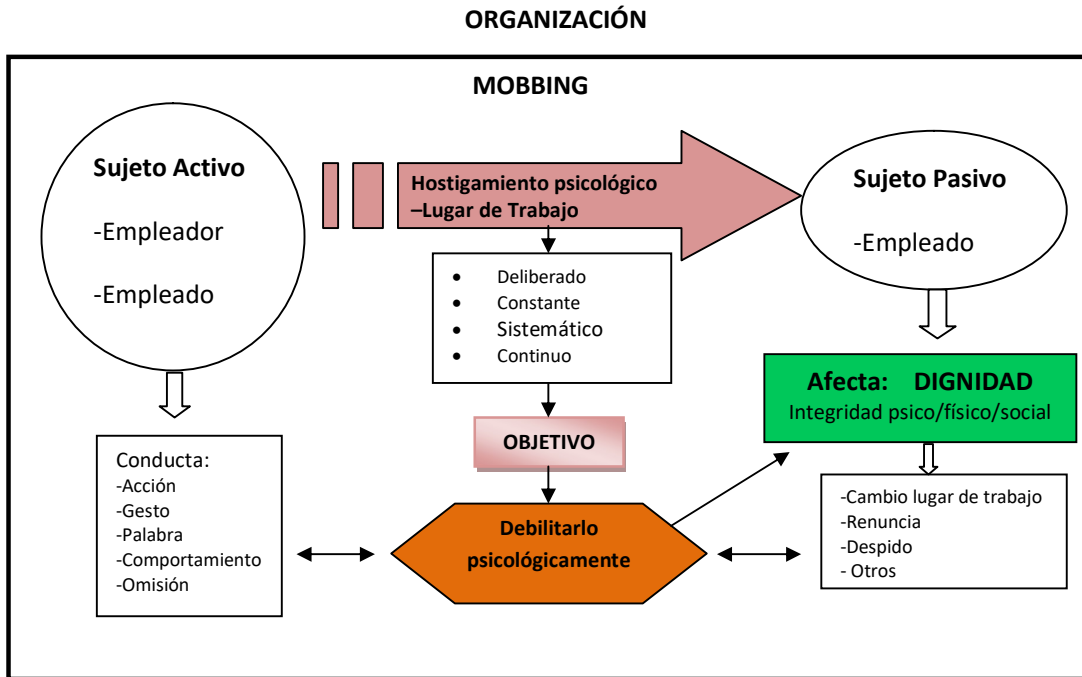 ORGANIZACIÓN
MOBBING
Sujeto Activo
-Empleador
-Empleado
Hostigamiento psicológico
–Lugar de Trabajo
Sujeto Pasivo
-Empleado
• Deliberado
• Constante
• Sistemático
• Continuo
Afecta: DIGNIDAD
Integridad psico/físico/social
OBJETIVO
Conducta:
-Acción
-Gesto
-Palabra
-Comportamiento
-Omisión
Debilitarlo
psicológicamente
-Cambio lugar de trabajo
-Renuncia
-Despido
- Otros